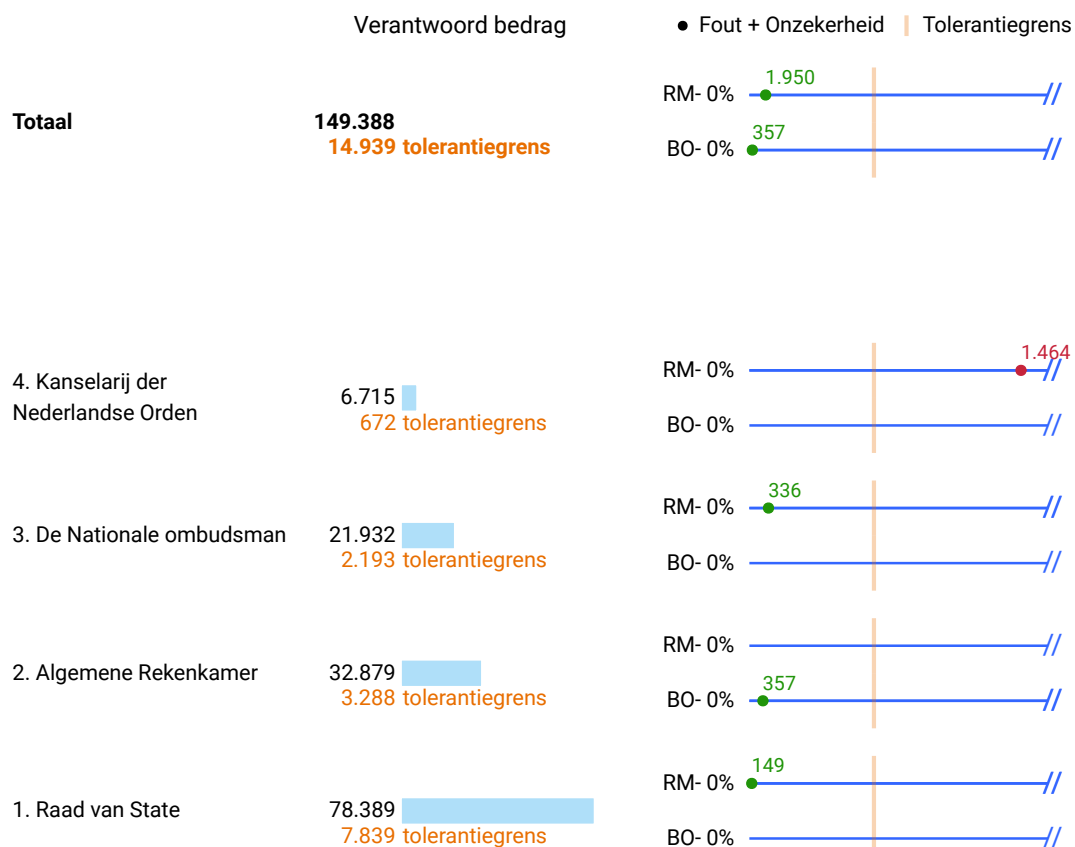 Verantwoord bedrag
Fout + Onzekerheid
Tolerantiegrens
Totaal
149.388
14.939 tolerantiegrens
RM- 0%
1.950
BO- 0%
357
4. Kanselarij der
Nederlandse Orden
6.715
672 tolerantiegrens
RM- 0%
1.464
BO- 0%
3. De Nationale ombudsman
21.932
2.193 tolerantiegrens
RM- 0%
336
BO- 0%
2. Algemene Rekenkamer
32.879
3.288 tolerantiegrens
RM- 0%
BO- 0%
357
1. Raad van State
78.389
7.839 tolerantiegrens
RM- 0%
149
BO- 0%